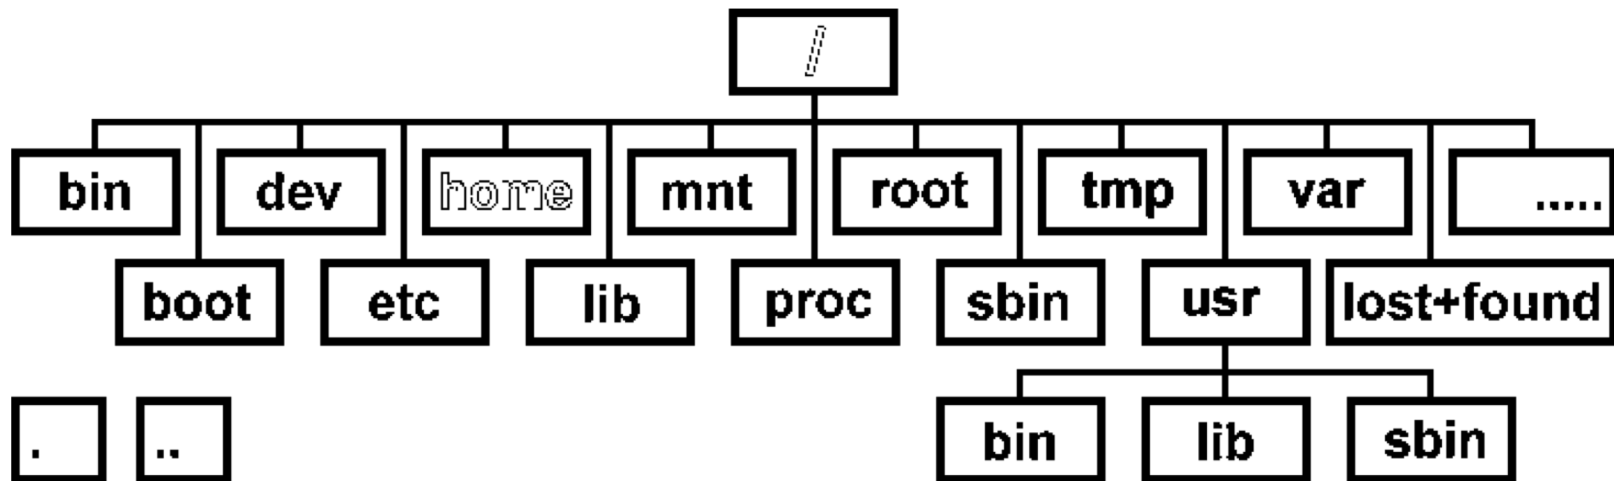 /
bin dev home mnt root tmp var .....
boot etc lib proc sbin usr lost+found
. .. bin lib sbin